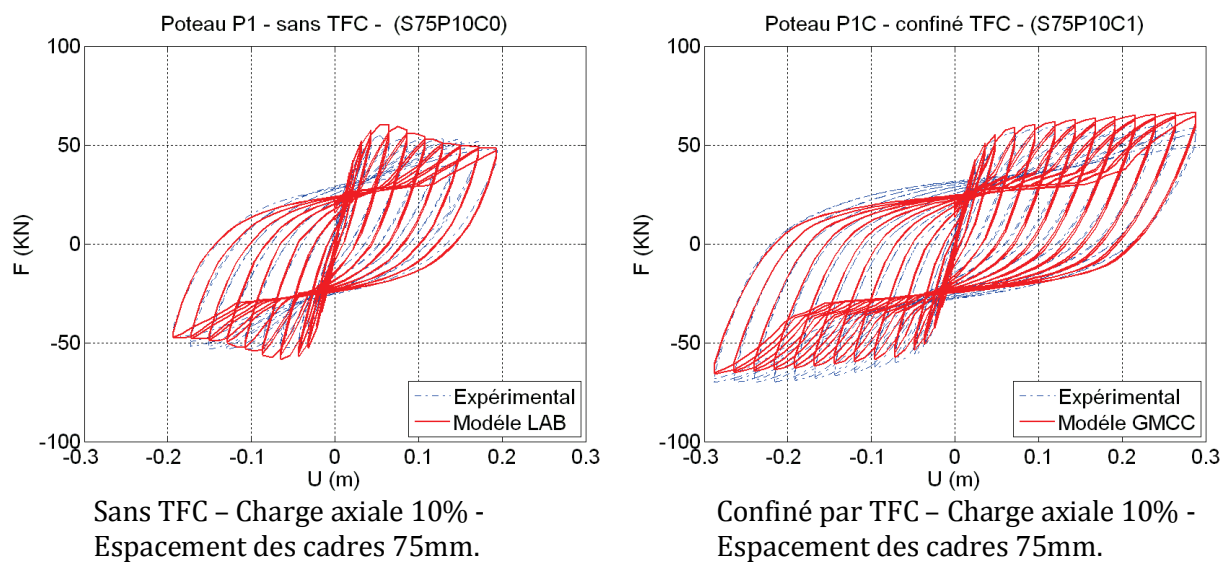 Poteau P1 - sans TFC - (S75P10C0)
100
50
0
-50
-100
F (KN)
-0.3 -0.2 -0.1 0 0.1 0.2 0.3
U (m)
Expérimental
Modéle LAB
Sans TFC – Charge axiale 10% -
Espacement des cadres 75mm.
Poteau P1C - confiné TFC - (S75P10C1)
100
50
0
-50
-100
F (KN)
-0.3 -0.2 -0.1 0 0.1 0.2 0.3
U (m)
Expérimental
Modéle GMCC
Confiné par TFC – Charge axiale 10% -
Espacement des cadres 75mm.